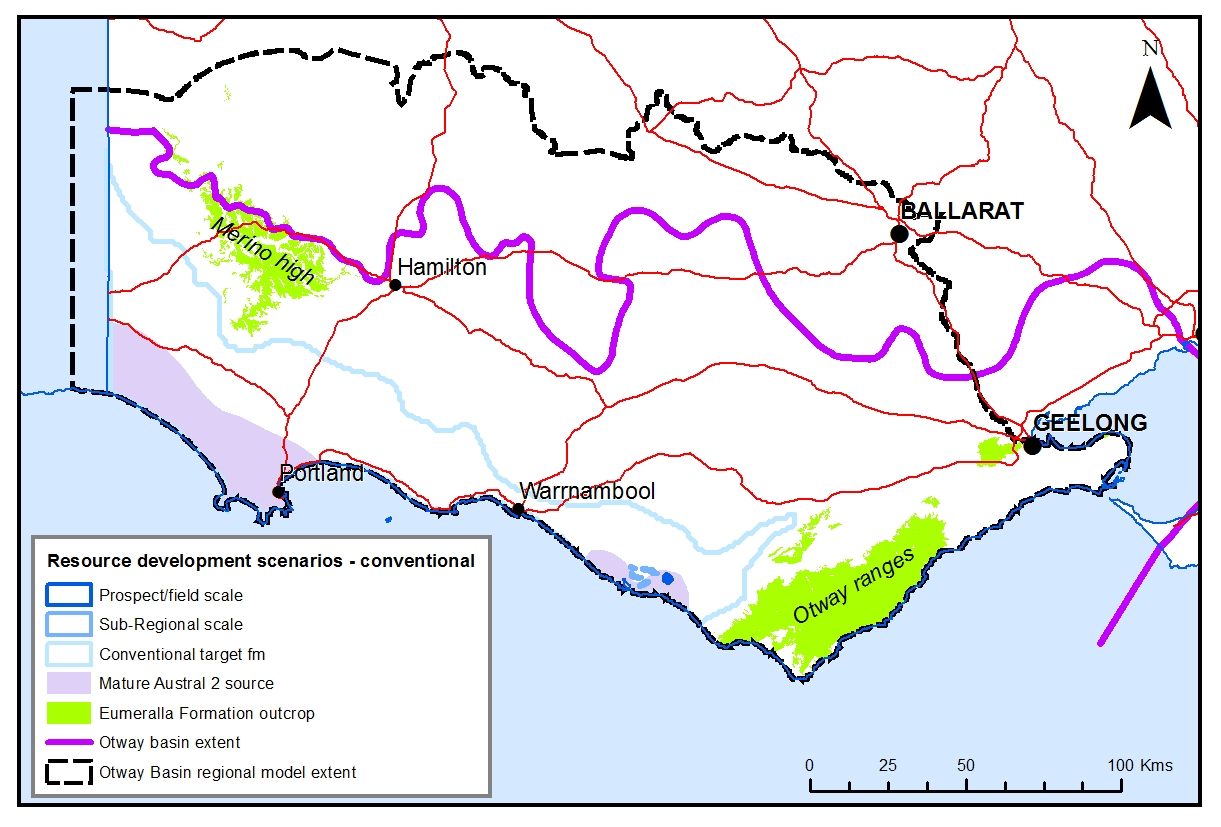 N
BALLARAT
Merino high
Hamilton
GEELONG
Portland
Warrnambool
Otway ranges
Resource development scenarios - conventional
Prospect/field scale
Sub-Regional scale
Conventional target fm
Mature Austral 2 source
Eumeralla Formation outcrop
Otway basin extent
Otway Basin regional model extent
0 25 50 100 Kms